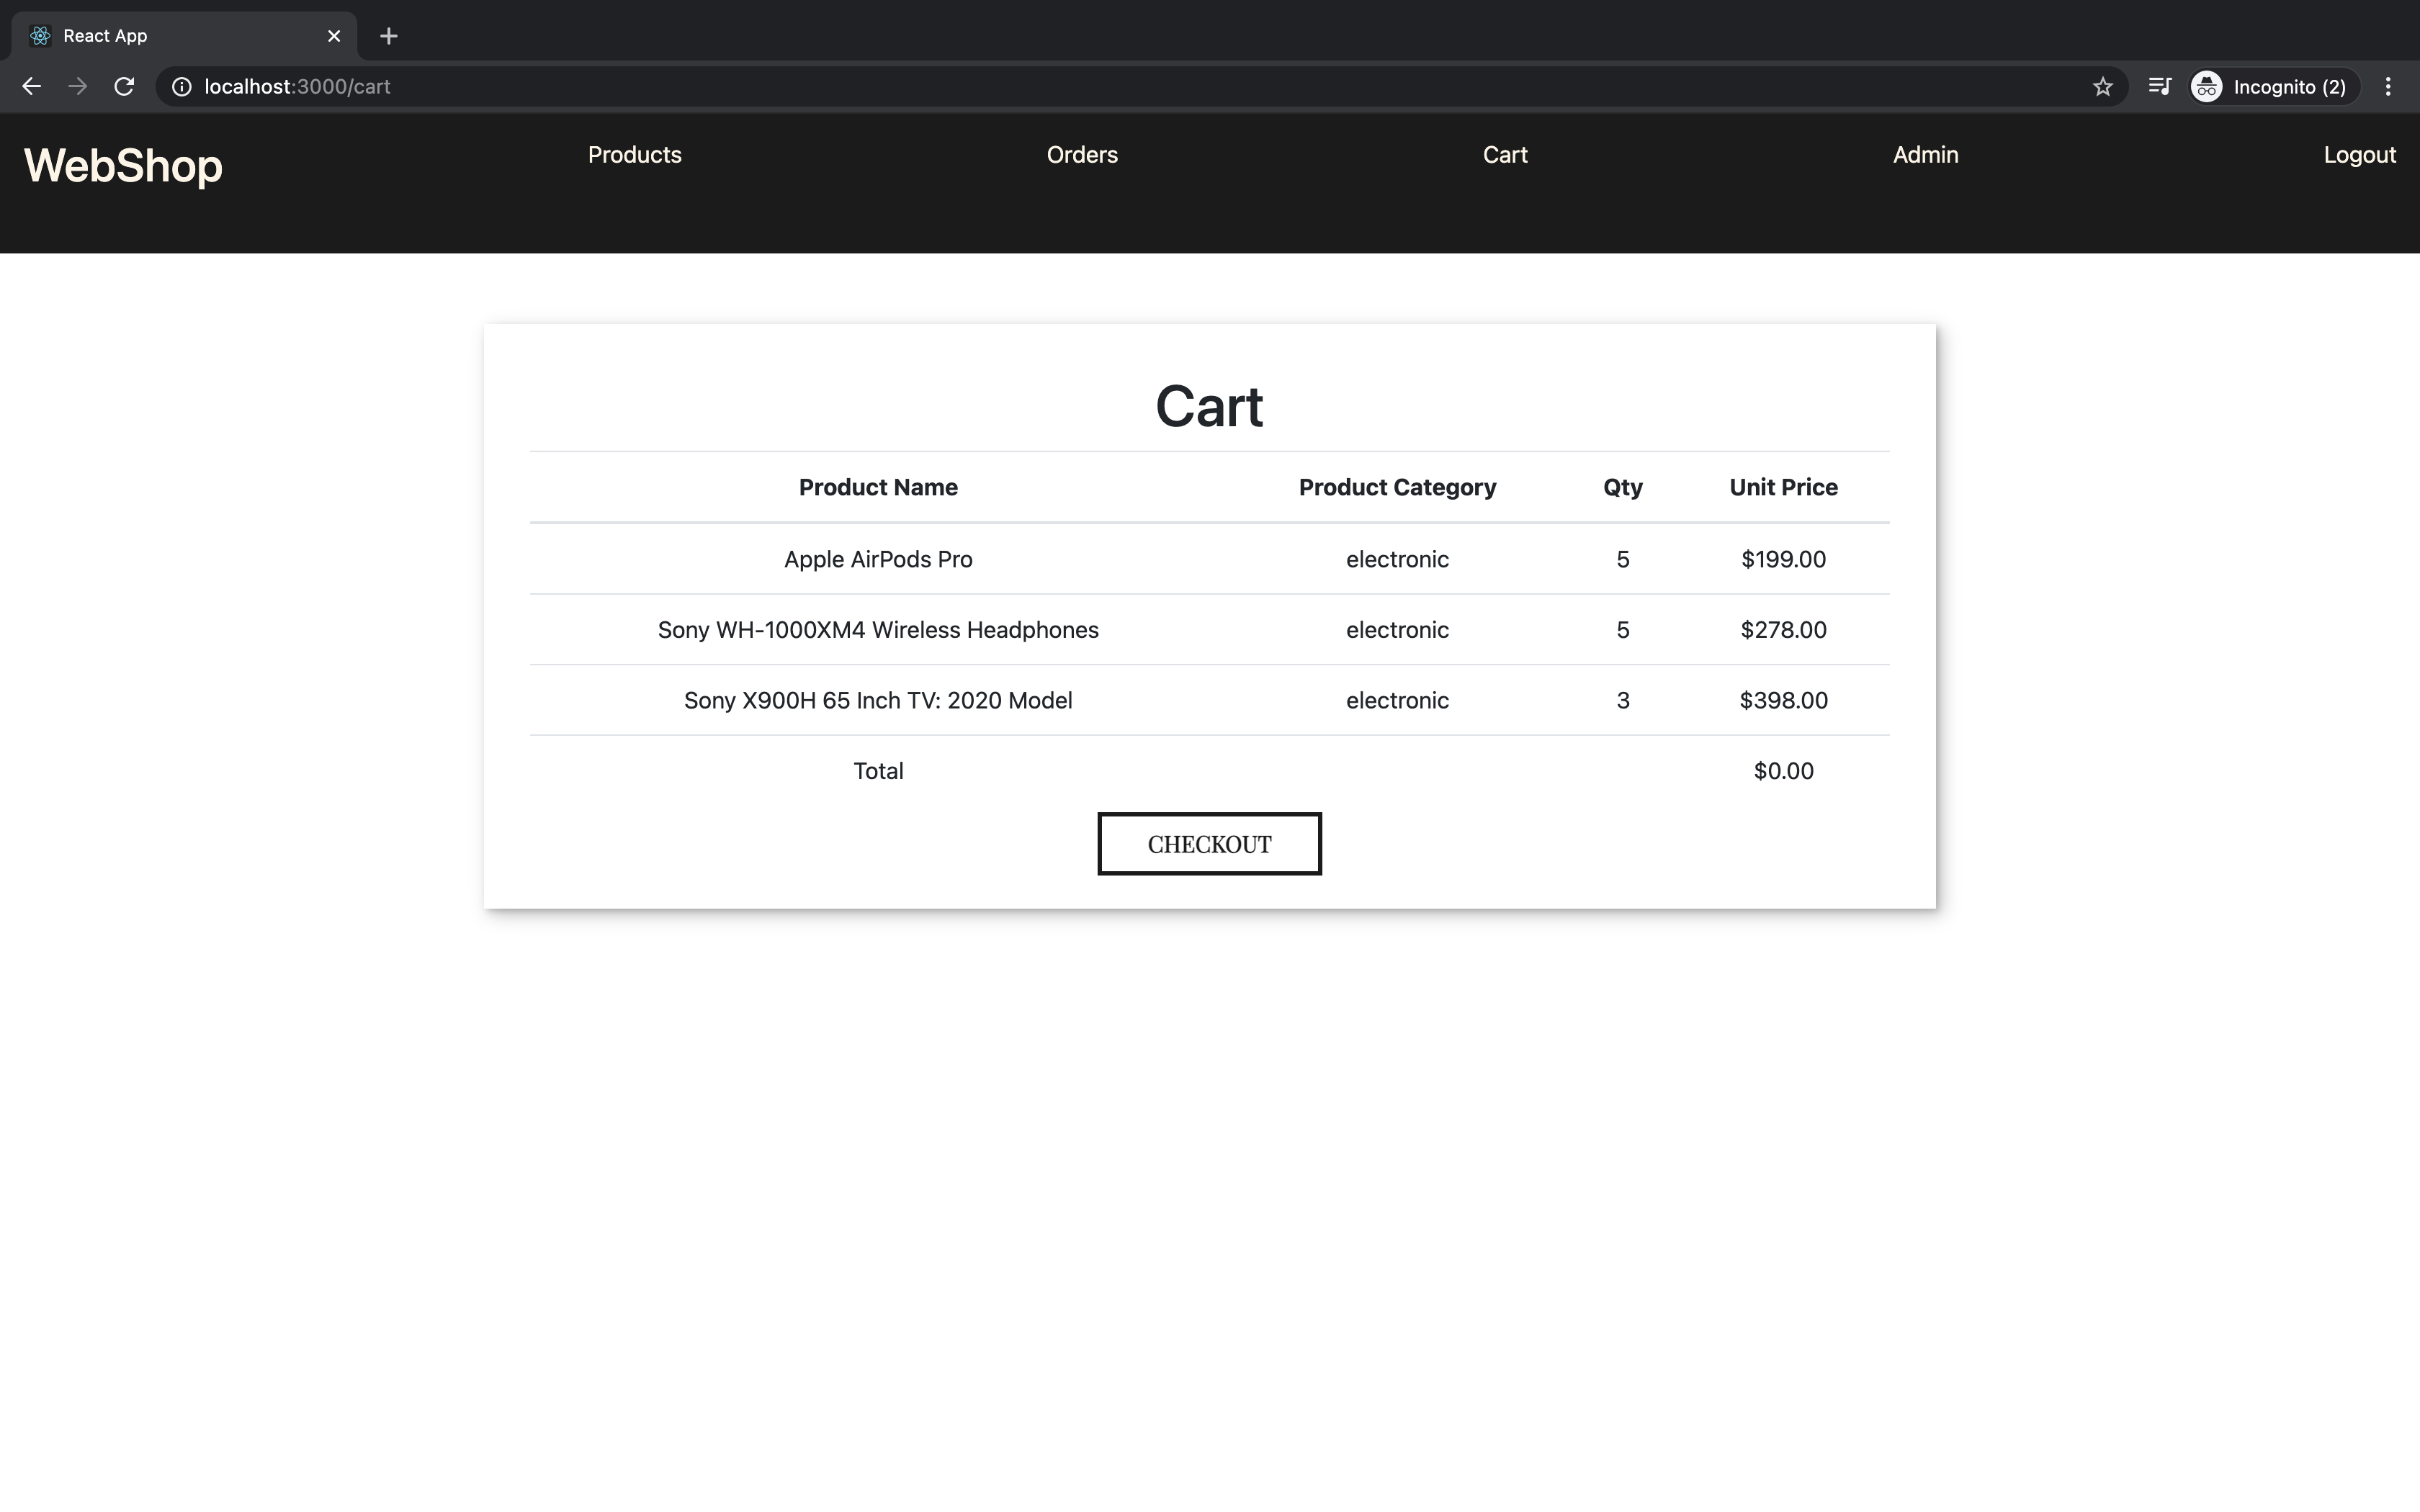 React App
localhost:3000/cart
Incognito (2)
WebShop Products Orders Cart Admin Logout
Cart
Product Name Product Category Qty Unit Price
Apple AirPods Pro electronic 5 $199.00
Sony WH-1000XM4 Wireless Headphones electronic 5 $278.00
Sony X900H 65 Inch TV: 2020 Model electronic 3 $398.00
Total $0.00
CHECKOUT